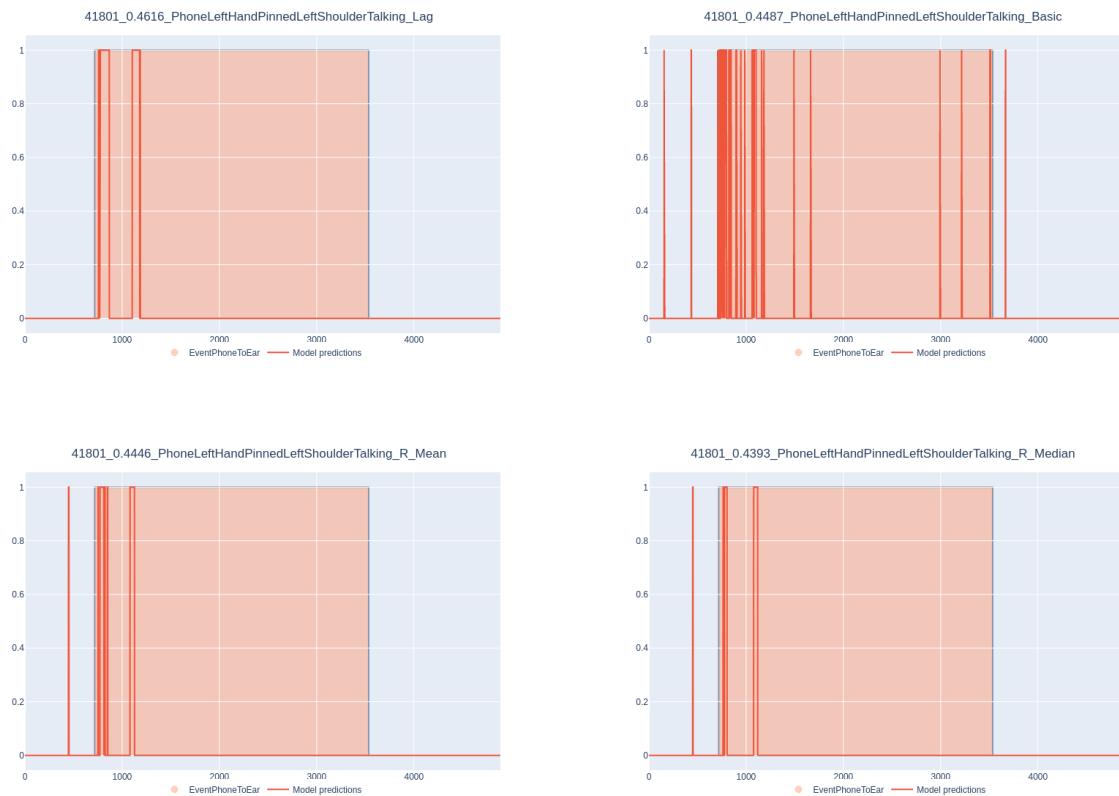 41801_0.4616_PhoneLeftHandPinnedLeftShoulderTalking_Lag
1
0.8
0.6
0.4
0.2
0
0 1000 2000 3000 4000
EventPhoneToEar Model predictions
41801_0.4487_PhoneLeftHandPinnedLeftShoulderTalking_Basic
1
0.8
0.6
0.4
0.2
0
0 1000 2000 3000 4000
EventPhoneToEar Model predictions
41801_0.4446_PhoneLeftHandPinnedLeftShoulderTalking_R_Mean
1
0.8
0.6
0.4
0.2
0
0 1000 2000 3000 4000
EventPhoneToEar Model predictions
41801_0.4393_PhoneLeftHandPinnedLeftShoulderTalking_R_Median
1
0.8
0.6
0.4
0.2
0
0 1000 2000 3000 4000
EventPhoneToEar Model predictions